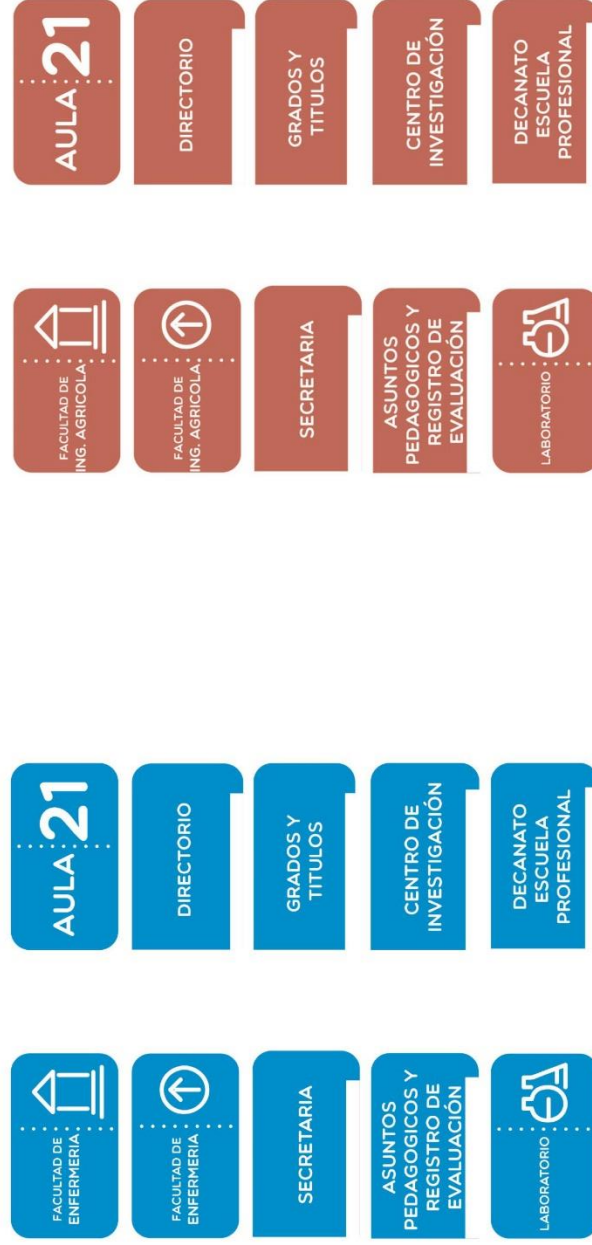 FACULTAD DE
ENFERMERIA
FACULTAD DE
ENFERMERIA
SECRETARIA
ASUNTOS
PEDAGOGICOS Y
REGISTRO DE
EVALUACIÓN
LABORATORIO
AULA 21
DIRECTORIO
GRADOS Y
TITULOS
CENTRO DE
INVESTIGACIÓN
DECANATO
ESCUELA
PROFESIONAL
FACULTAD DE
ING. AGRICOLA
FACULTAD DE
ING. AGRICOLA
SECRETARIA
ASUNTOS
PEDAGOGICOS Y
REGISTRO DE
EVALUACIÓN
LABORATORIO
AULA 21
DIRECTORIO
GRADOS Y
TITULOS
CENTRO DE
INVESTIGACIÓN
DECANATO
ESCUELA
PROFESIONAL